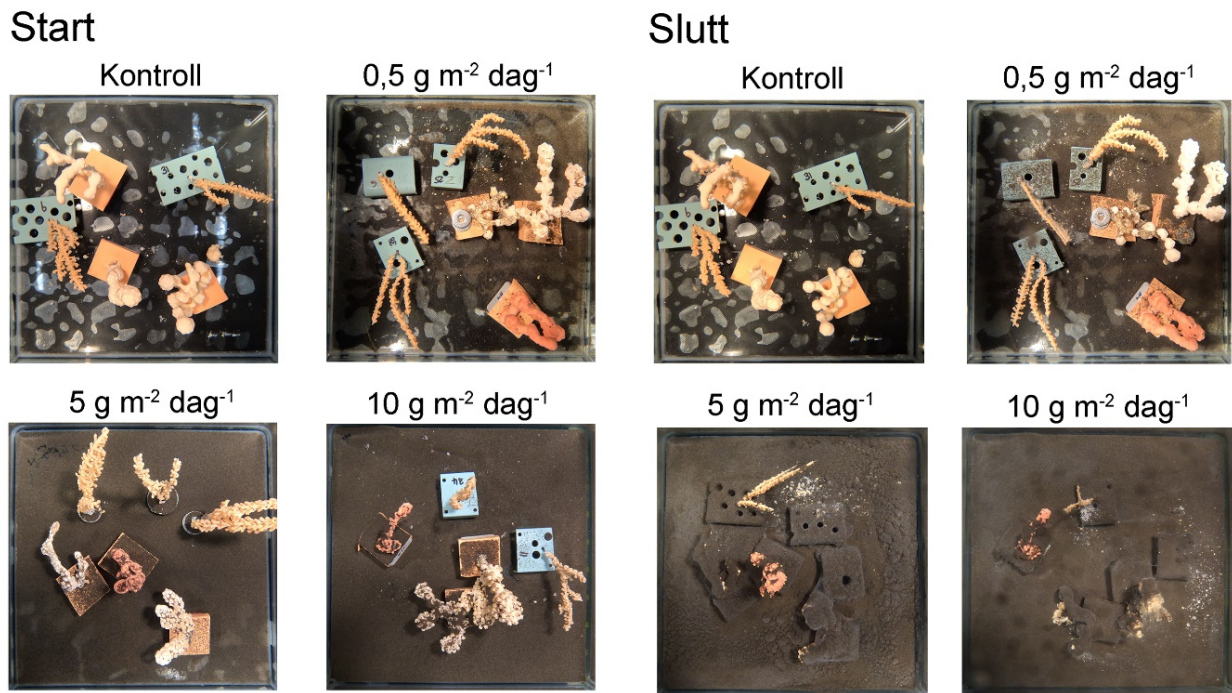 Start
Slutt
Kontroll
0,5 g m⁻² dag⁻¹
Kontroll
0,5 g m⁻² dag⁻¹
5 g m⁻² dag⁻¹
10 g m⁻² dag⁻¹
5 g m⁻² dag⁻¹
10 g m⁻² dag⁻¹